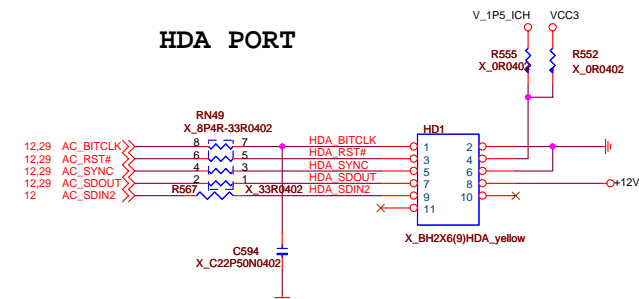 V_1P5_ICH VCC3
HDA PORT
R555 R552
X_0R0402 X_0R0402
RN49
X_8P4R-33R0402
HD1
12,29 AC_BITCLK 8 7 HDA_BITCLK 1 2
12,29 AC_RST# 6 5 HDA_RST# 3 4
12,29 AC_SYNC 4 3 HDA_SYNC 5 6
12,29 AC_SDOUT 2 1 HDA_SDOUT 7 8 +12V
12 AC_SDIN2 R567 X_33R0402 HDA_SDIN2 9 10
11
X_BH2X6(9)HDA_yellow
C594
X_C22P50N0402